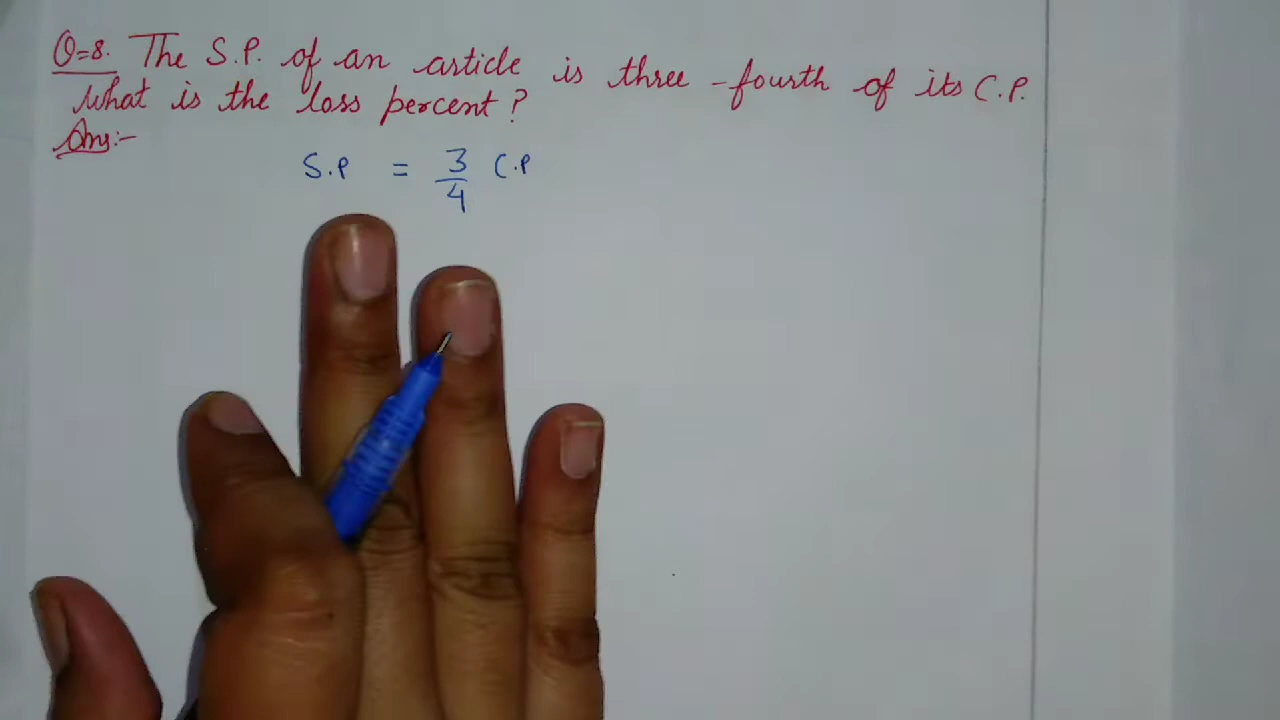 Q=8. The S.P. of an article is three-fourth of its C.P.
What is the loss percent?
Ans:-
S.P = 3/4 C.P